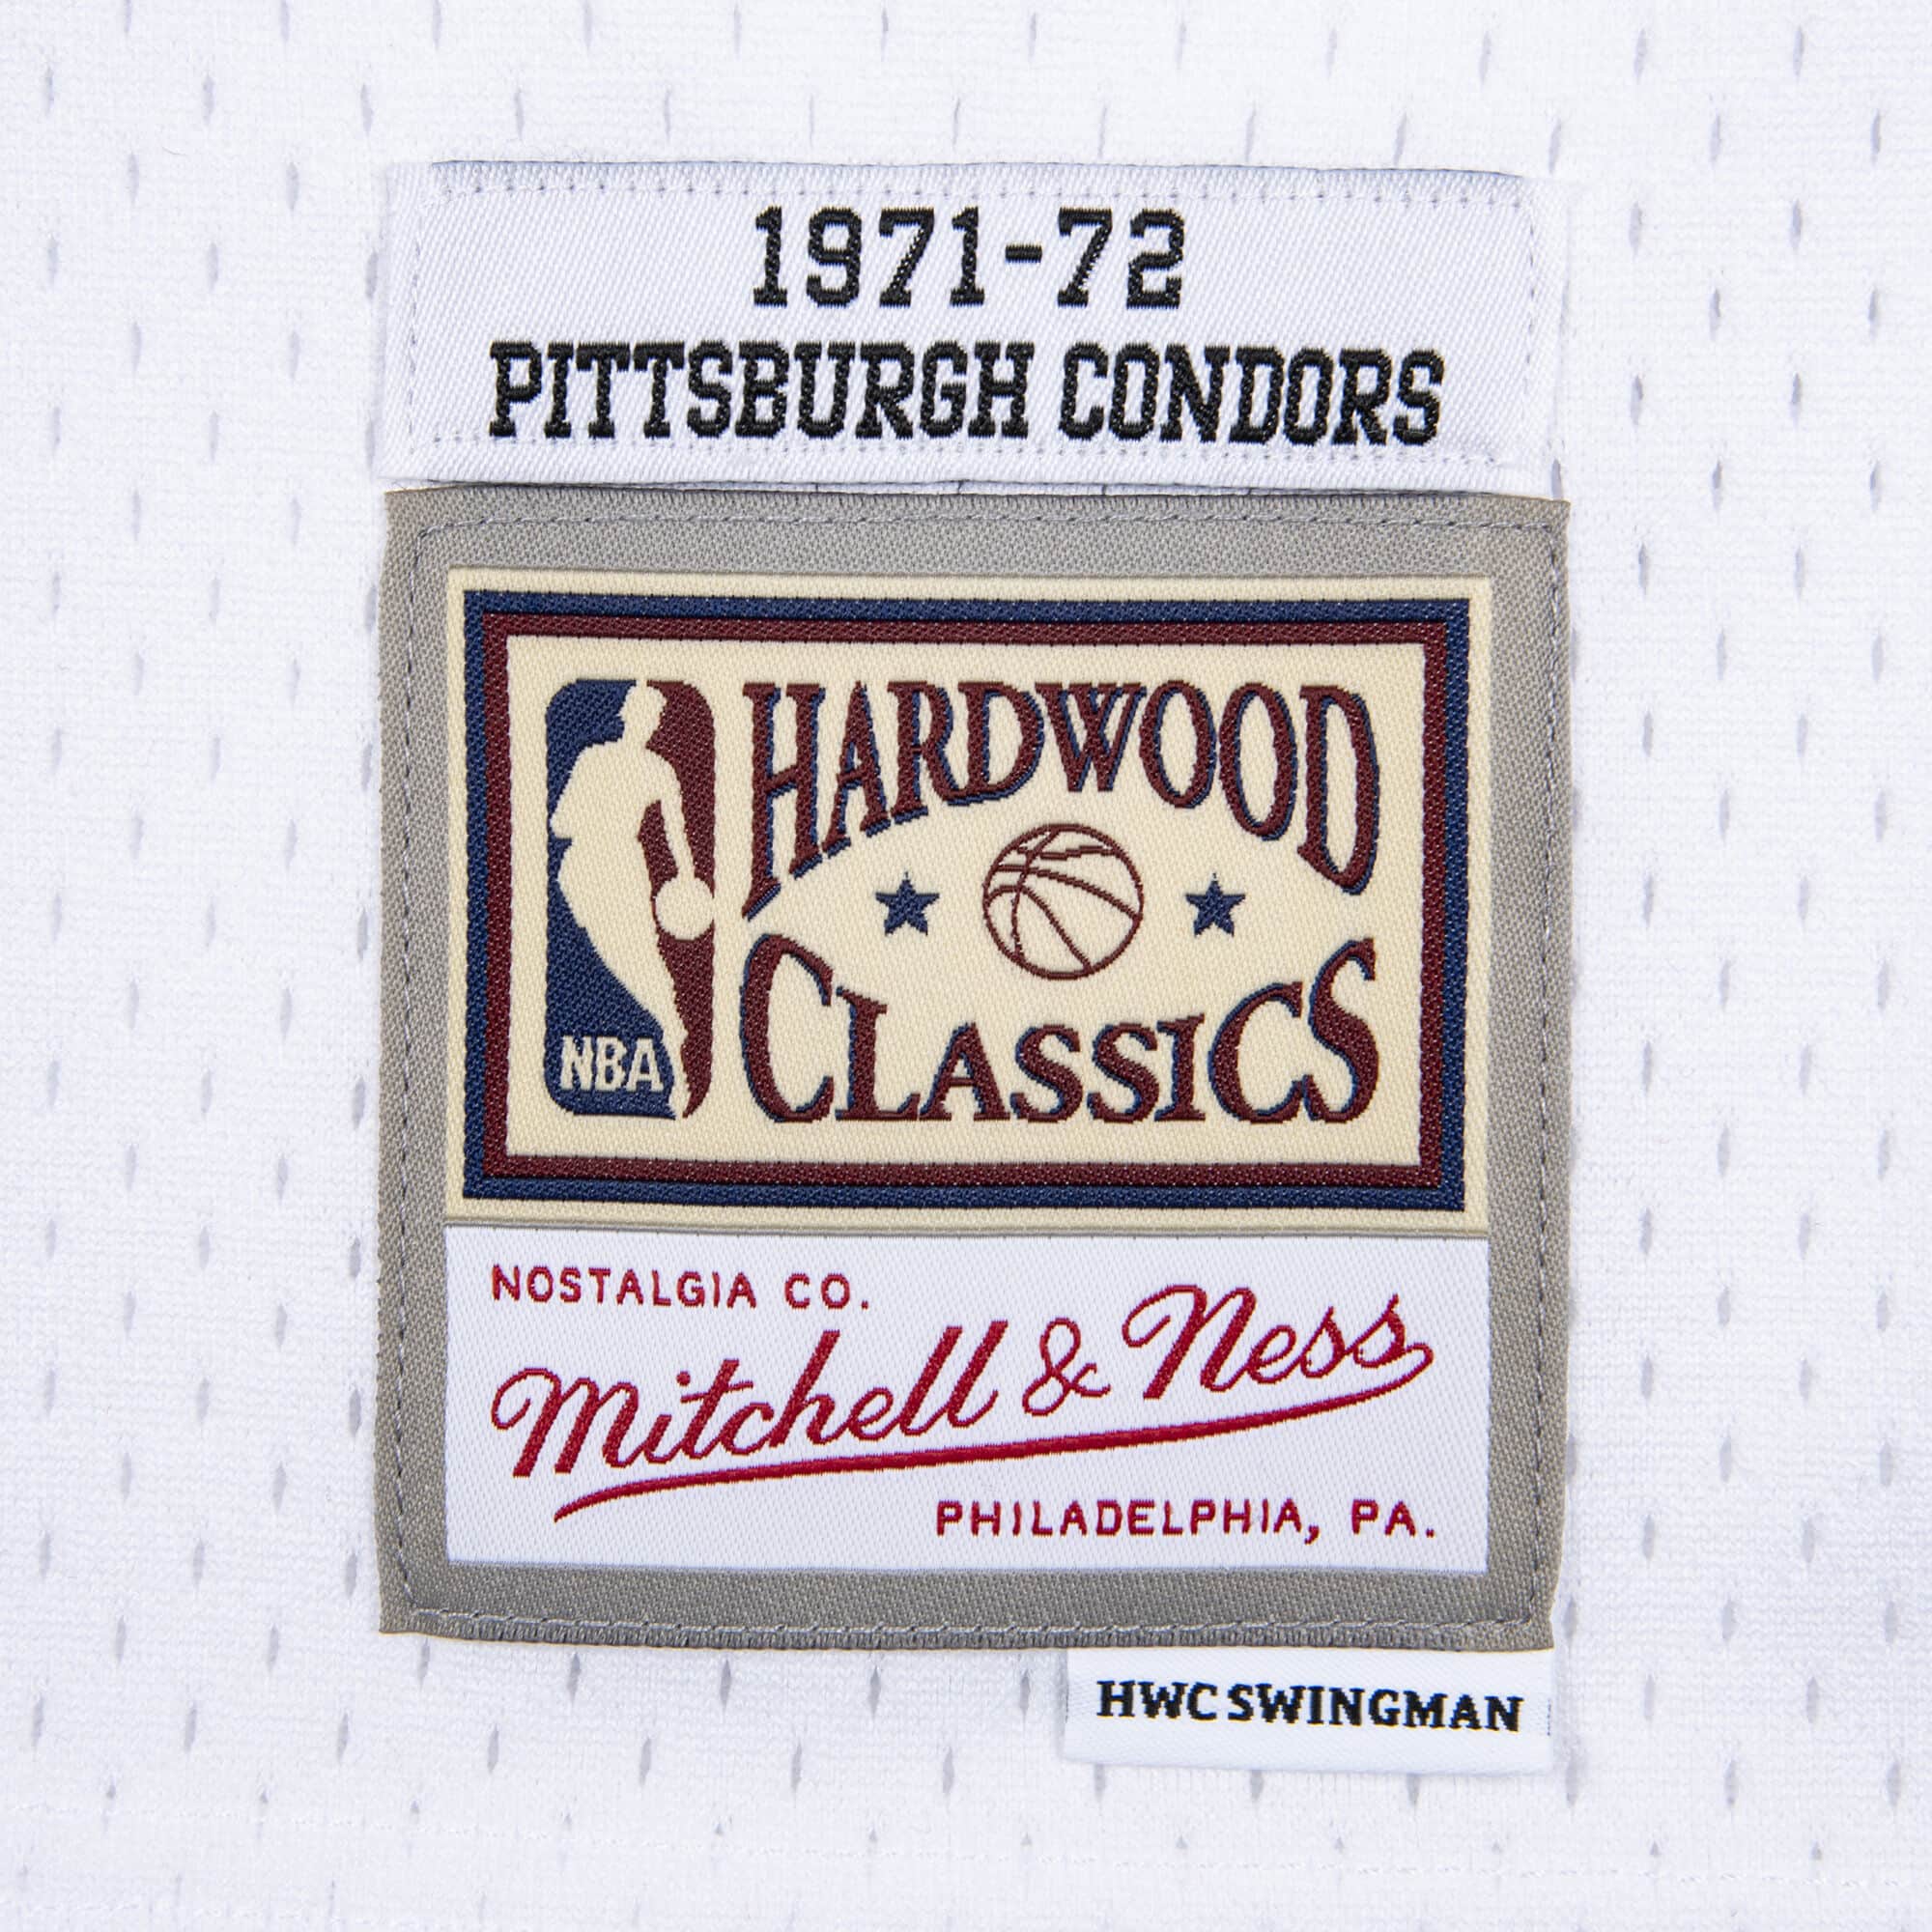 1971-72
PITTSBURGH CONDORS
HARDWOOD
CLASSICS
NBA
NOSTALGIA CO.
Mitchell & Ness
PHILADELPHIA, PA.
HWC SWINGMAN